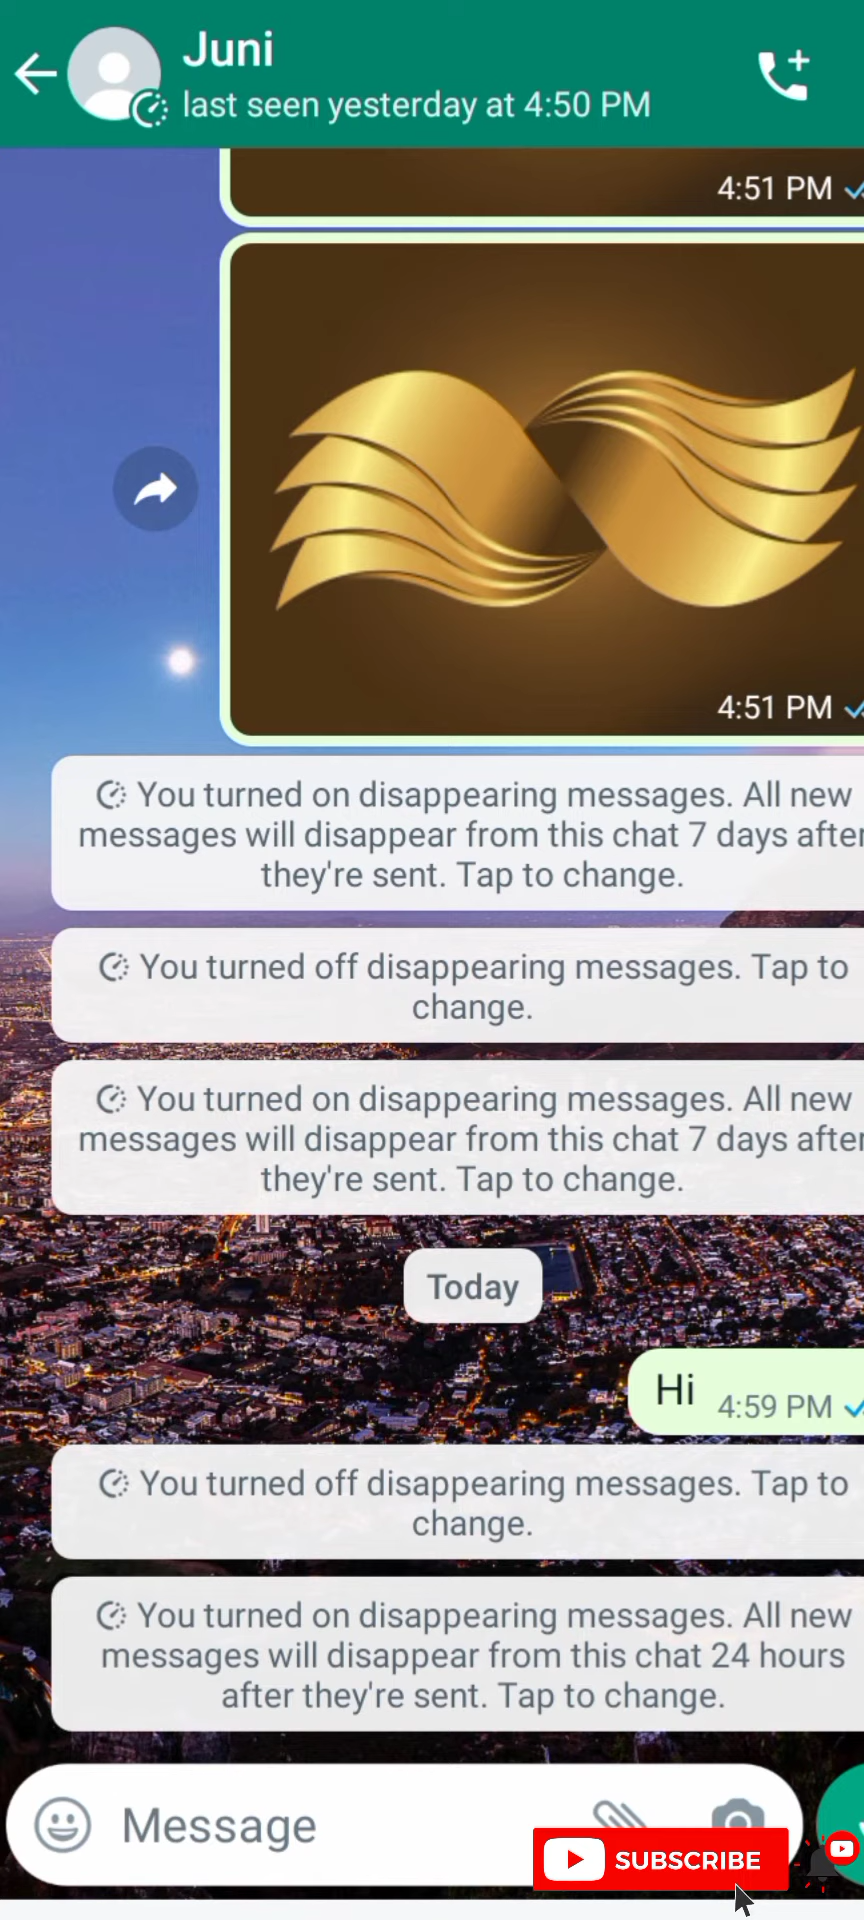 Juni
last seen yesterday at 4:50 PM
4:51 PM
4:51 PM
You turned on disappearing messages. All new
messages will disappear from this chat 7 days after
they're sent. Tap to change.
You turned off disappearing messages. Tap to
change.
You turned on disappearing messages. All new
messages will disappear from this chat 7 days after
they're sent. Tap to change.
Today
Hi 4:59 PM
You turned off disappearing messages. Tap to
change.
You turned on disappearing messages. All new
messages will disappear from this chat 24 hours
after they're sent. Tap to change.
Message
SUBSCRIBE